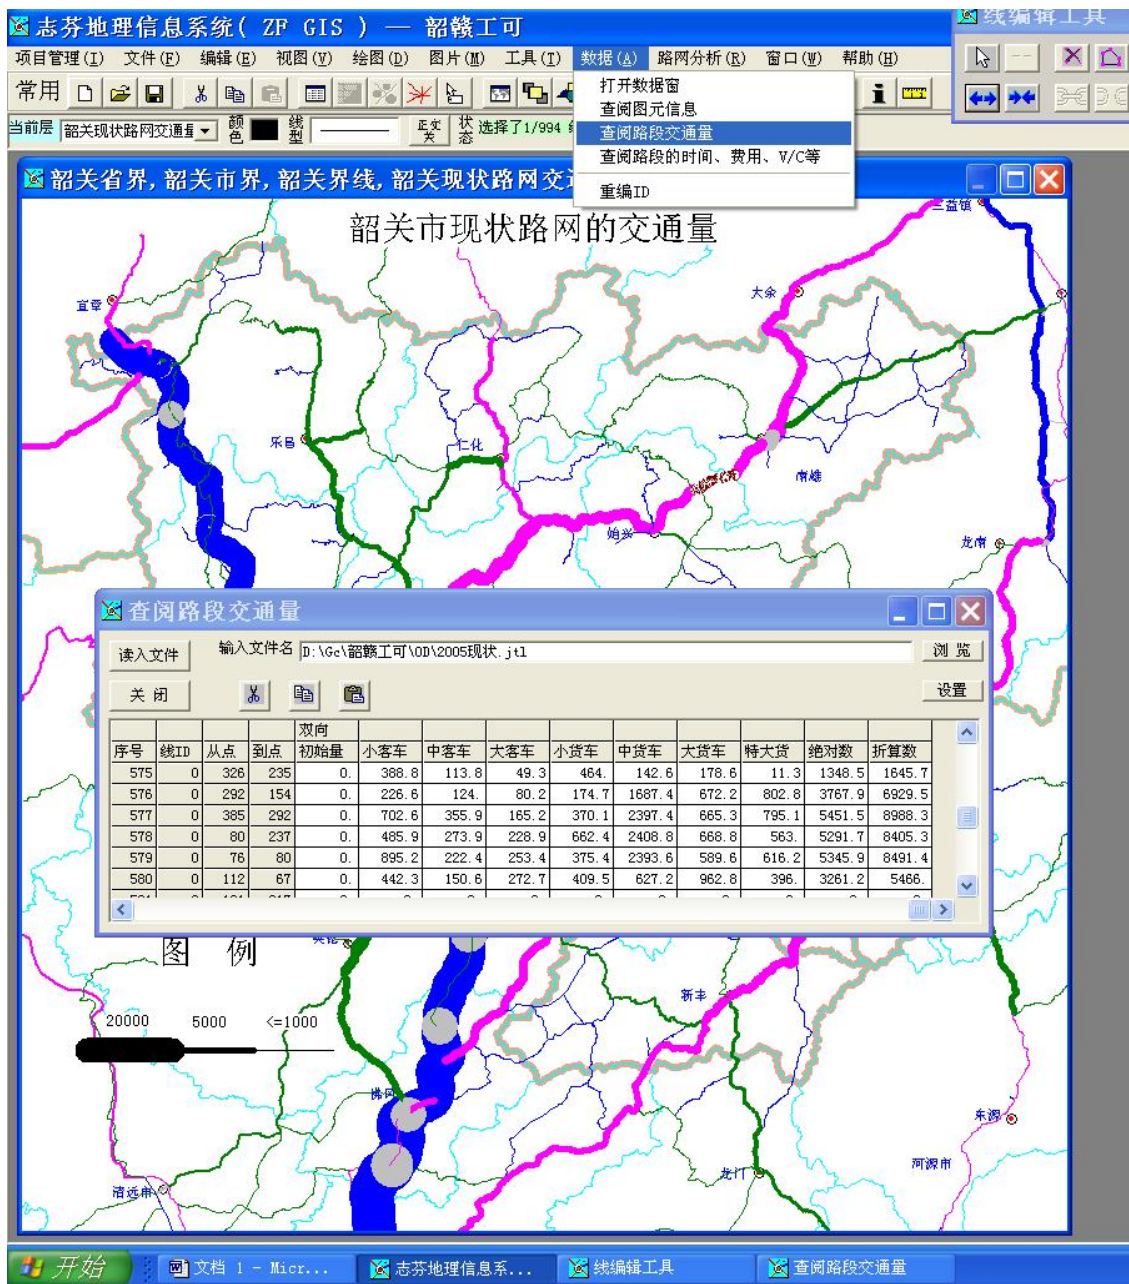 志芬地理信息系统( ZF GIS ) — 韶赣工可
线编辑工具
项目管理(I) 文件(F) 编辑(E) 视图(V) 绘图(D) 图片(M) 工具(T) 数据(A) 路网分析(R) 窗口(W) 帮助(H)
常用
打开数据窗
查阅图元信息
查阅路段交通量
查阅路段的时间、费用、V/C等
重编ID
当前层 韶关现状路网交通量 颜色 线型 正交 关 状态 选择了1/994
韶关省界,韶关市界,韶关界线,韶关现状路网交
韶关市现状路网的交通量
三益镇
大余
宜章
乐昌
仁化
南雄
始兴
龙南
查阅路段交通量
读入文件 输入文件名 D:\Gc\韶赣工可\OD\2005现状.jtl 浏 览
关 闭 设置
双向
序号 线ID 从点 到点 初始量 小客车 中客车 大客车 小货车 中货车 大货车 特大货 绝对数 折算数
575 0 326 235 0. 388.8 113.8 49.3 464. 142.6 178.6 11.3 1348.5 1645.7
576 0 292 154 0. 226.6 124. 80.2 174.7 1687.4 672.2 802.8 3767.9 6929.5
577 0 385 292 0. 702.6 355.9 165.2 370.1 2397.4 665.3 795.1 5451.5 8988.3
578 0 80 237 0. 485.9 273.9 228.9 662.4 2408.8 668.8 563. 5291.7 8405.3
579 0 76 80 0. 895.2 222.4 253.4 375.4 2393.6 589.6 616.2 5345.9 8491.4
580 0 112 67 0. 442.3 150.6 272.7 409.5 627.2 962.8 396. 3261.2 5466.
图 例
新丰
20000 5000 <=1000
佛冈
东源
河源市
龙门
清远市
开始 文档 1 - Micr... 志芬地理信息系... 线编辑工具 查阅路段交通量